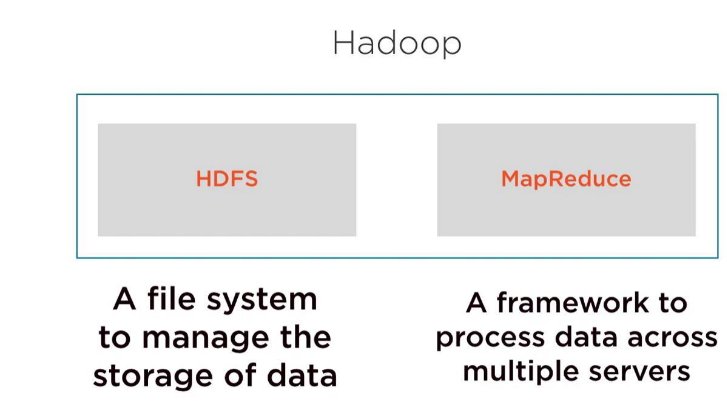 Hadoop
HDFS
MapReduce
A file system
to manage the
storage of data
A framework to
process data across
multiple servers